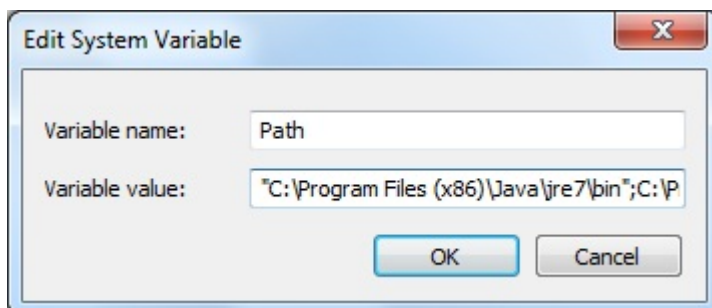 Edit System Variable
Variable name: Path
Variable value: "C:\Program Files (x86)\Java\jre7\bin";C:\P
OK Cancel